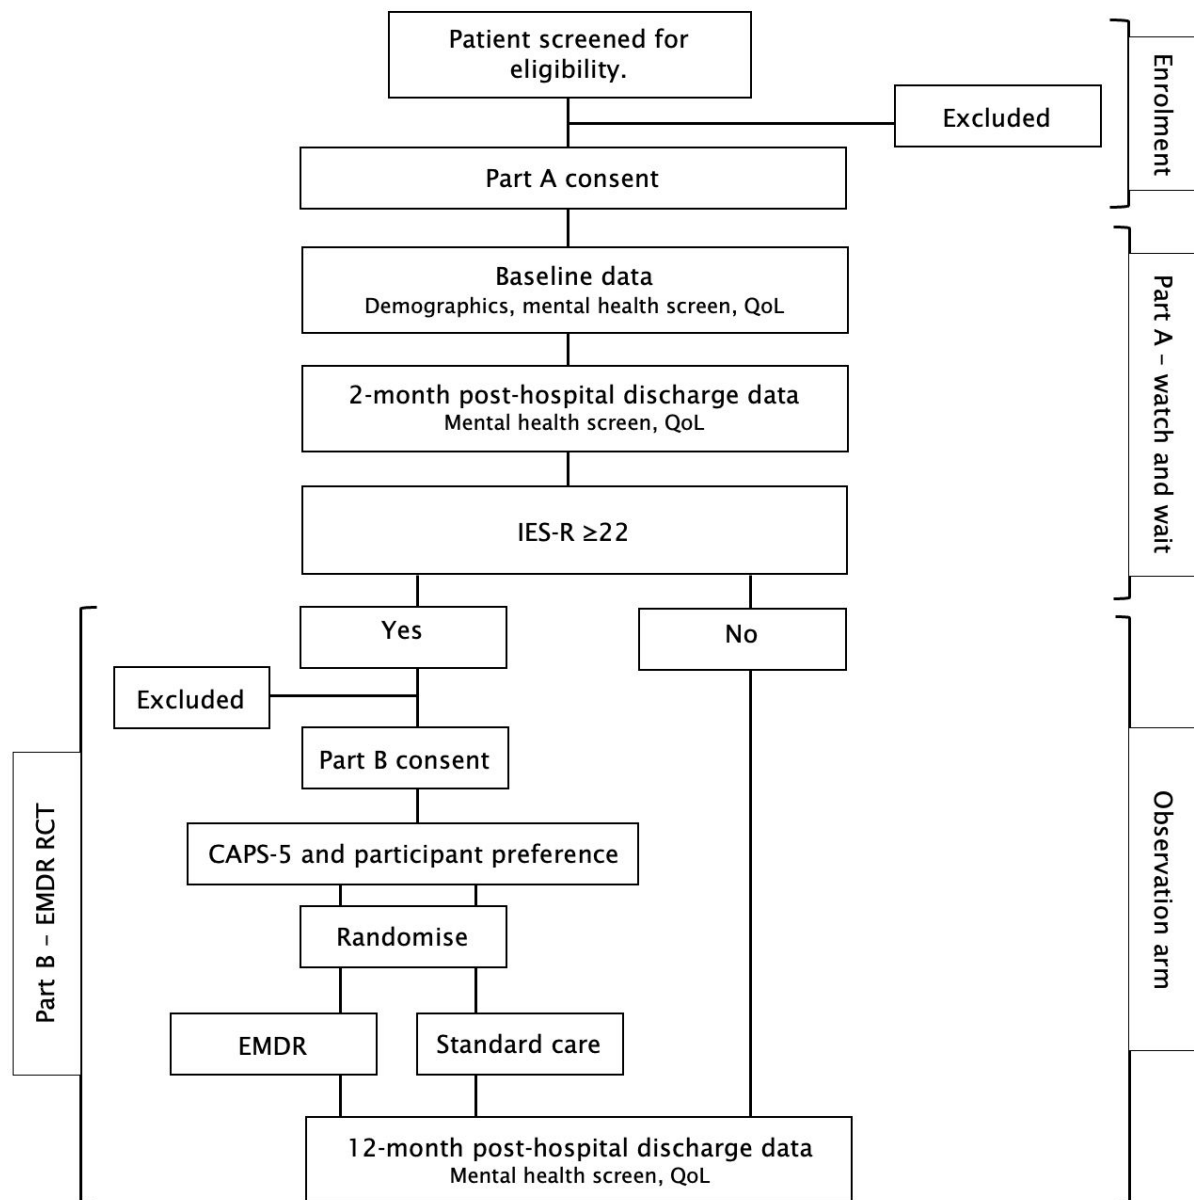 Patient screened for
eligibility.
Excluded
Enrolment
Part A consent
Baseline data
Demographics, mental health screen, QoL
2-month post-hospital discharge data
Mental health screen, QoL
Part A – watch and wait
IES-R ≥22
Yes
No
Excluded
Part B consent
CAPS-5 and participant preference
Randomise
EMDR
Standard care
Part B – EMDR RCT
Observation arm
12-month post-hospital discharge data
Mental health screen, QoL